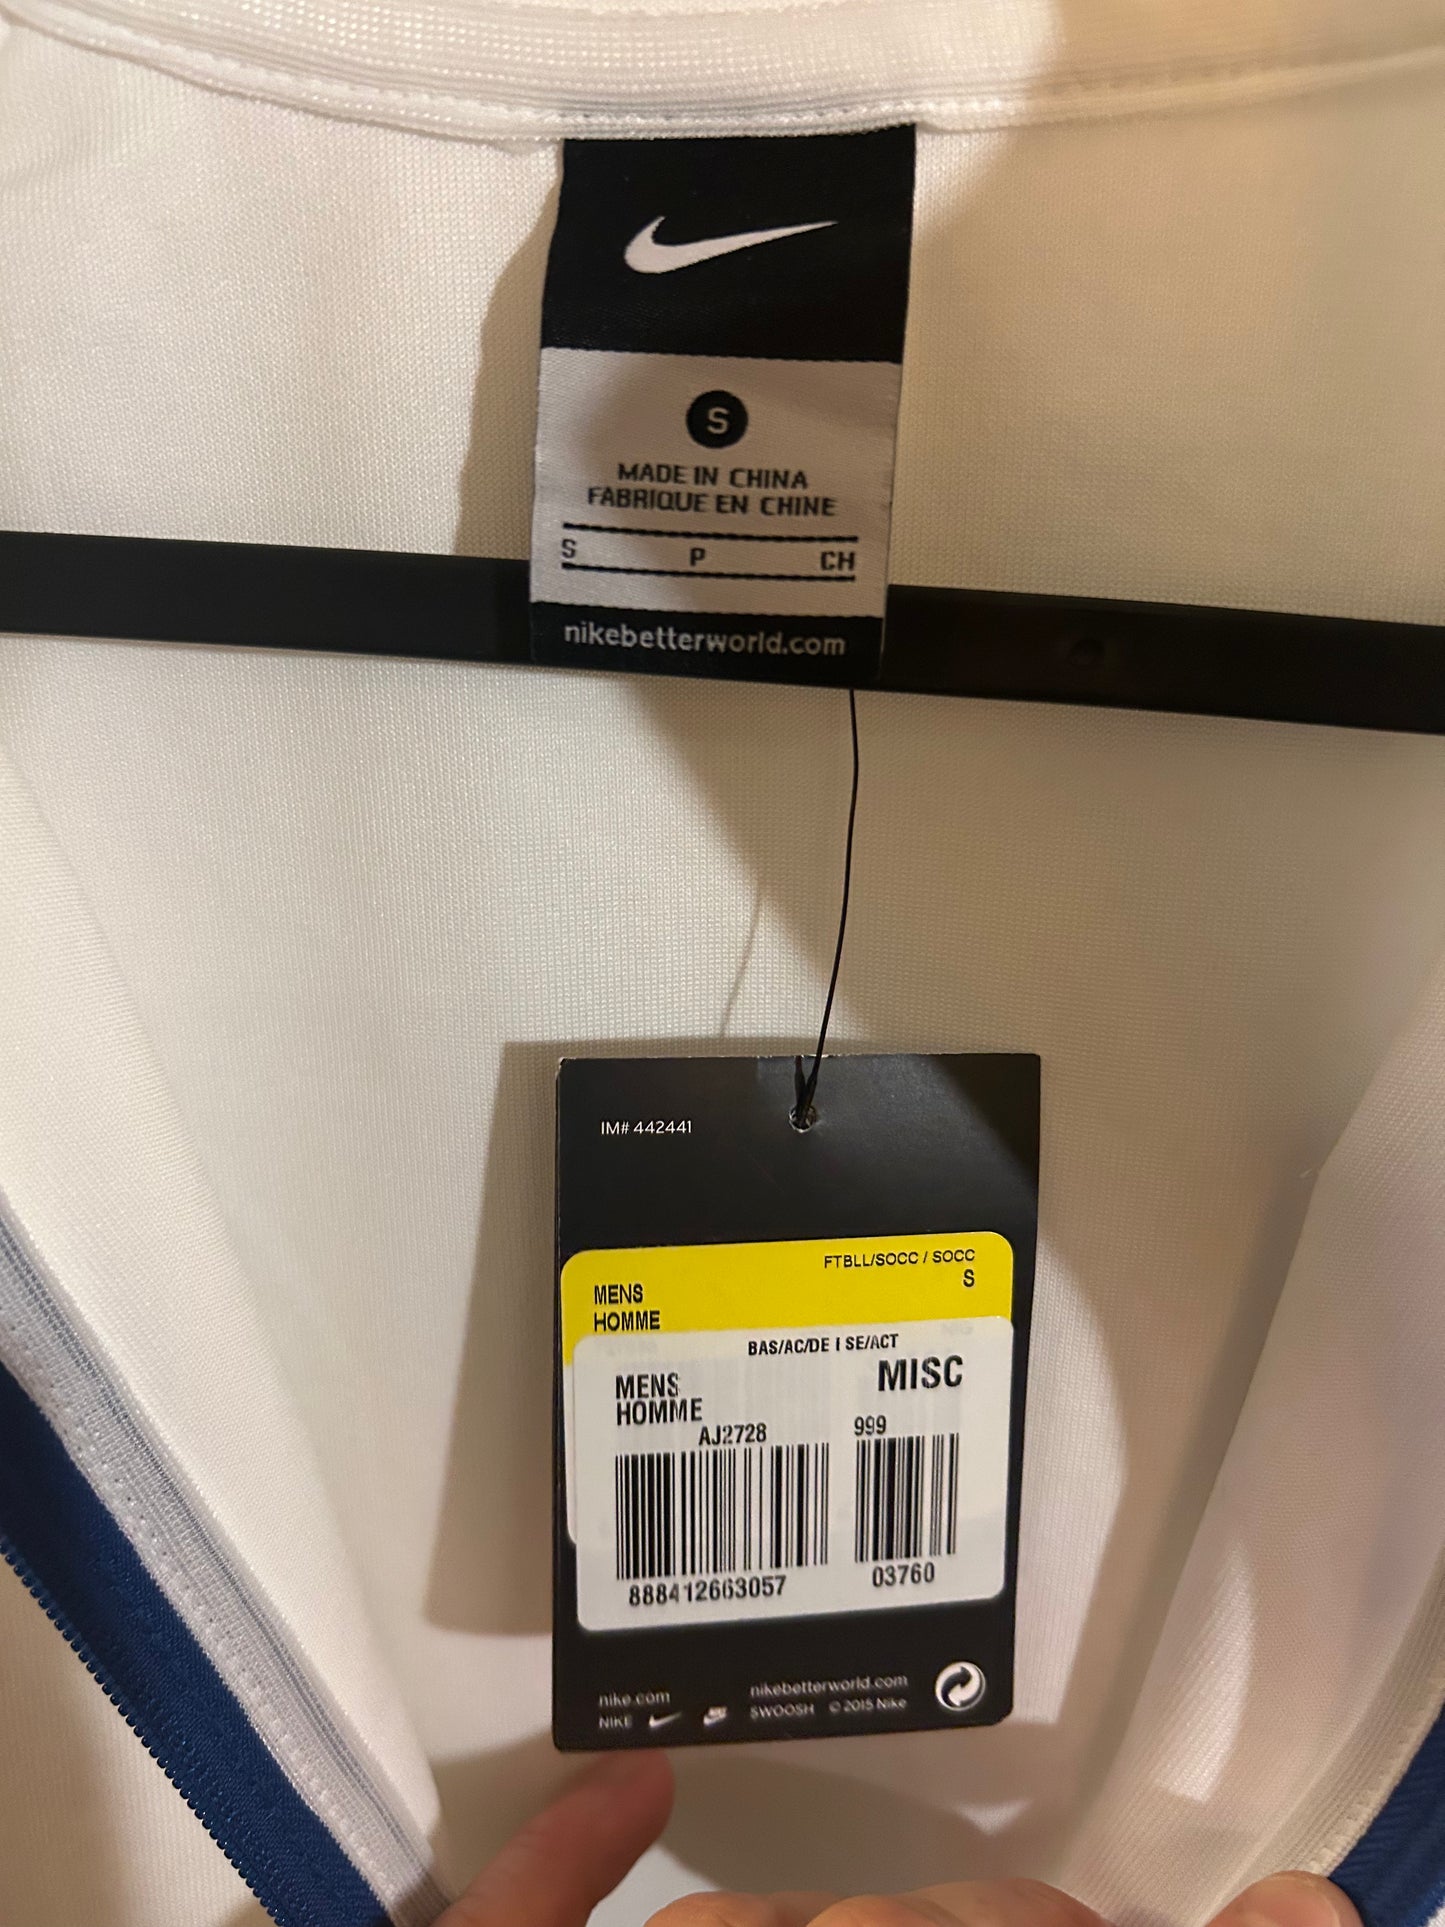 S
MADE IN CHINA
FABRIQUE EN CHINE
S P CH
nikebetterworld.com
IM# 442441
FTBLL/SOCC / SOCC
S
MENS
HOMME
BAS/AC/DE I SE/ACT
MISC
MENS
HOMME
AJ2728 999
888412663057 03760
nike.com nikebetterworld.com
NIKE SWOOSH © 2015 Nike